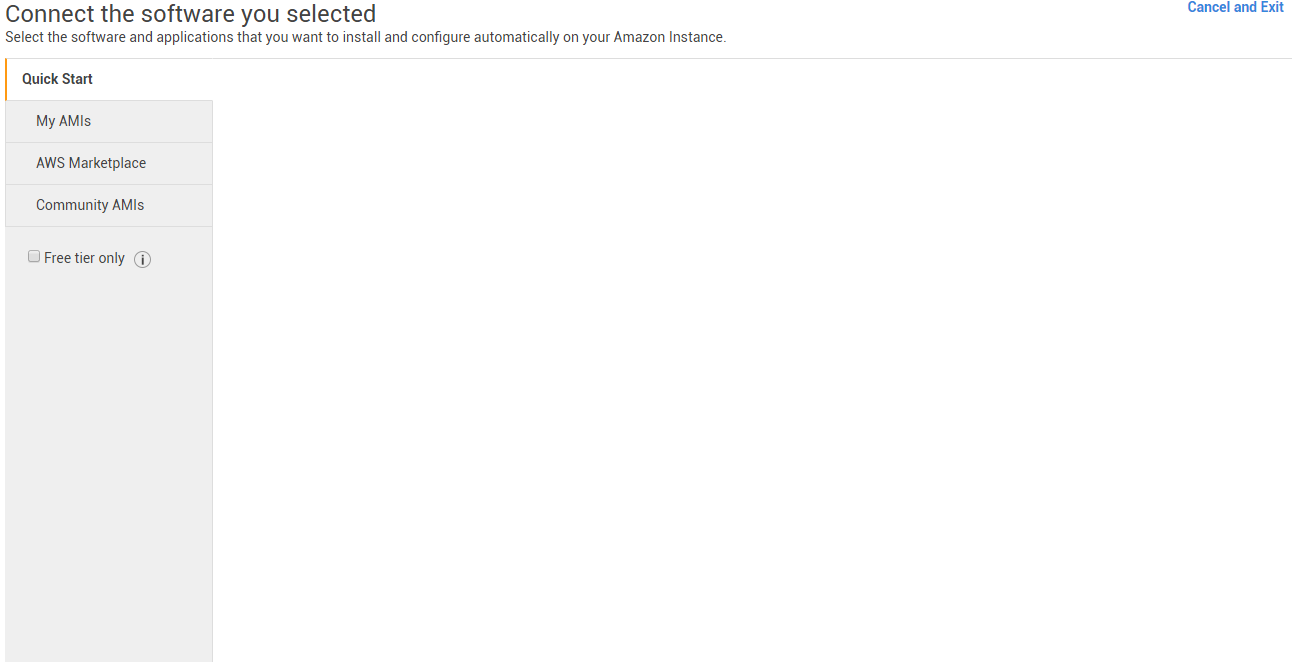 Connect the software you selected
Cancel and Exit
Select the software and applications that you want to install and configure automatically on your Amazon Instance.
Quick Start
My AMIs
AWS Marketplace
Community AMIs
Free tier only